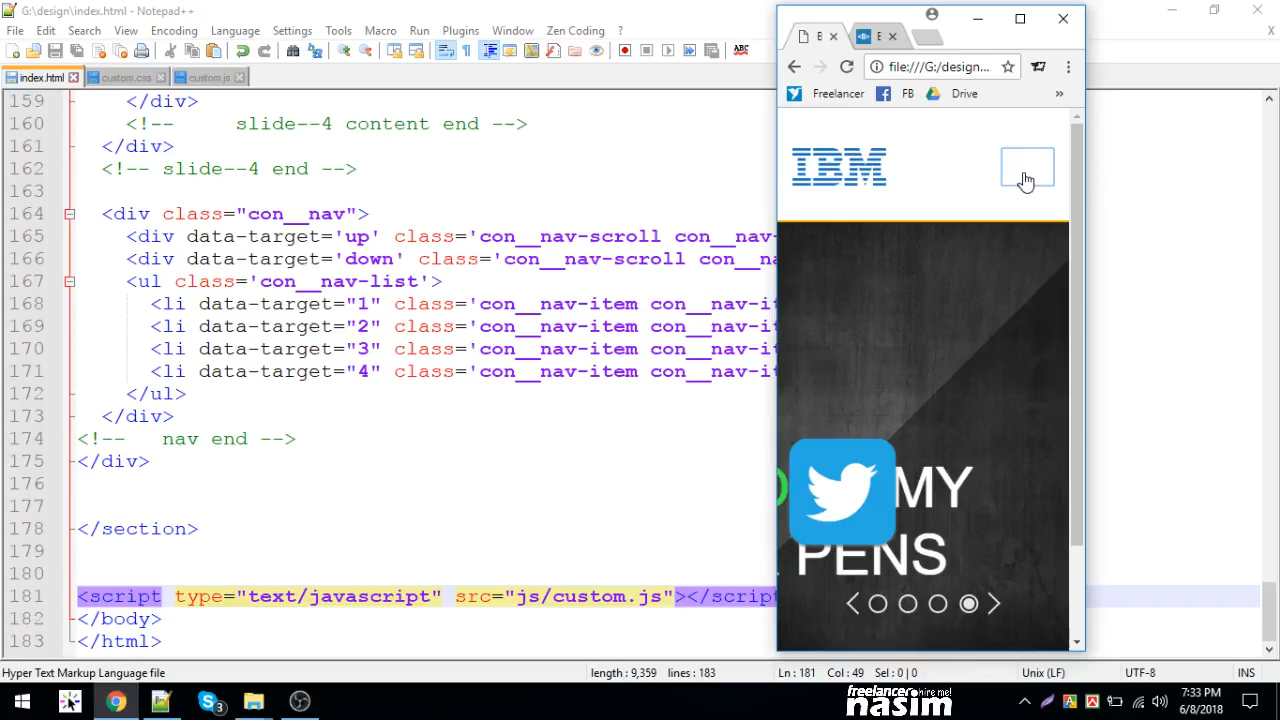 G:\design\index.html - Notepad++
File Edit Search View Encoding Language Settings Tools Macro Run Plugins Window Zen Coding ?
X
index.html custom.css custom.js
159 </div>
160 <!-- slide--4 content end -->
161 </div>
162 <!-- slide--4 end -->
163
164 <div class="con__nav">
165 <div data-target='up' class='con__nav-scroll con__nav-
166 <div data-target='down' class='con__nav-scroll con__na
167 <ul class='con__nav-list'>
168 <li data-target="1" class='con__nav-item con__nav-it
169 <li data-target="2" class='con__nav-item con__nav-it
170 <li data-target="3" class='con__nav-item con__nav-it
171 <li data-target="4" class='con__nav-item con__nav-it
172 </ul>
173 </div>
174 <!-- nav end -->
175 </div>
176
177
178 </section>
179
180
181 <script type="text/javascript" src="js/custom.js"></script
182 </body>
183 </html>
E E
file:///G:/design...
Freelancer FB Drive »
IBM
MY
PENS
Hyper Text Markup Language file length : 9,359 lines : 183 Ln : 181 Col : 49 Sel : 0 | 0 Unix (LF) UTF-8 INS
3
freelancer hire me!
nasim
7:33 PM
6/8/2018